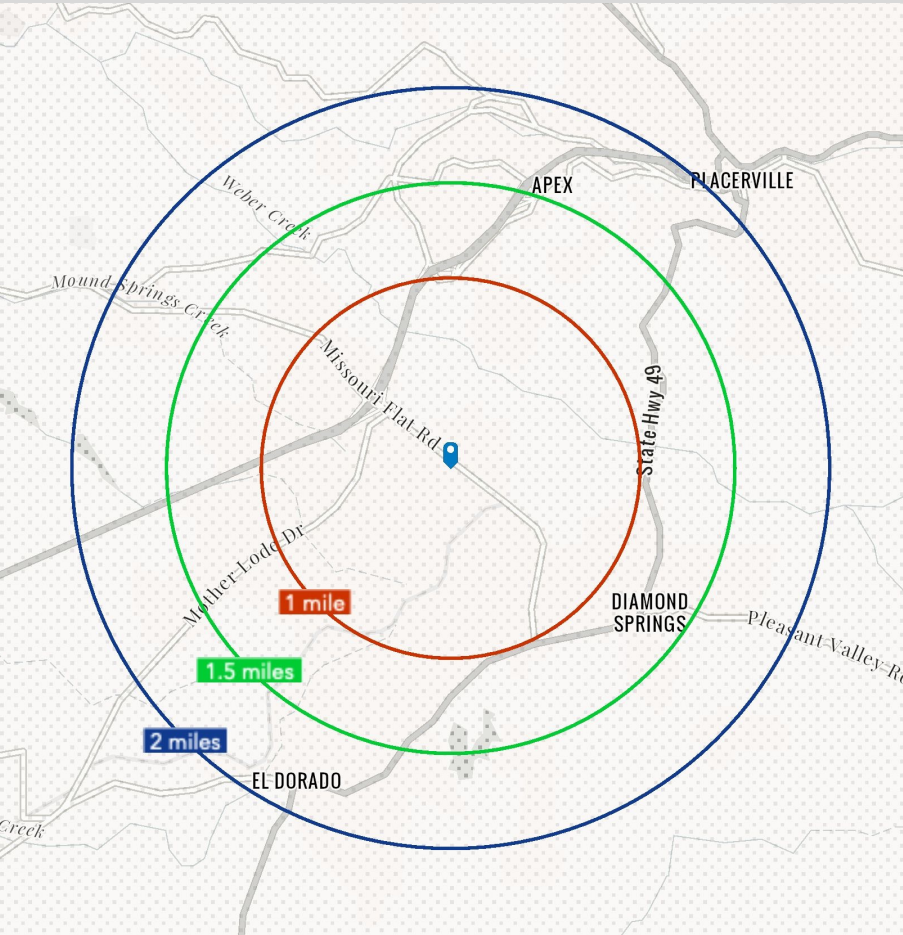 APEX
PLACERVILLE
Weber Creek
Mound Springs Creek
Missouri Flat Rd
State Hwy 49
Mother Lode Dr
1 mile
DIAMOND
SPRINGS
Pleasant Valley R
1.5 miles
2 miles
EL DORADO
Creek